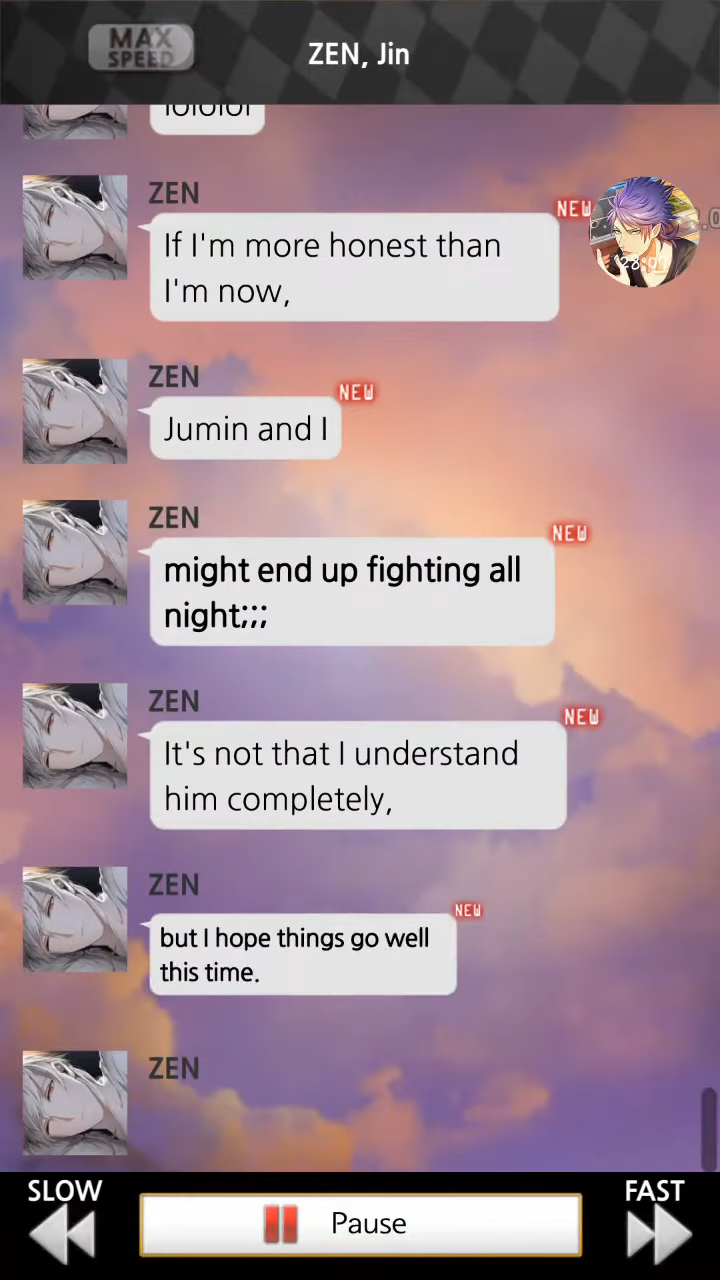 MAX
SPEED
ZEN, Jin
lololol
ZEN
NEW
If I'm more honest than
I'm now,
ZEN
NEW
Jumin and I
ZEN
NEW
might end up fighting all
night;;;
ZEN
NEW
It's not that I understand
him completely,
ZEN
NEW
but I hope things go well
this time.
ZEN
SLOW
Pause
FAST